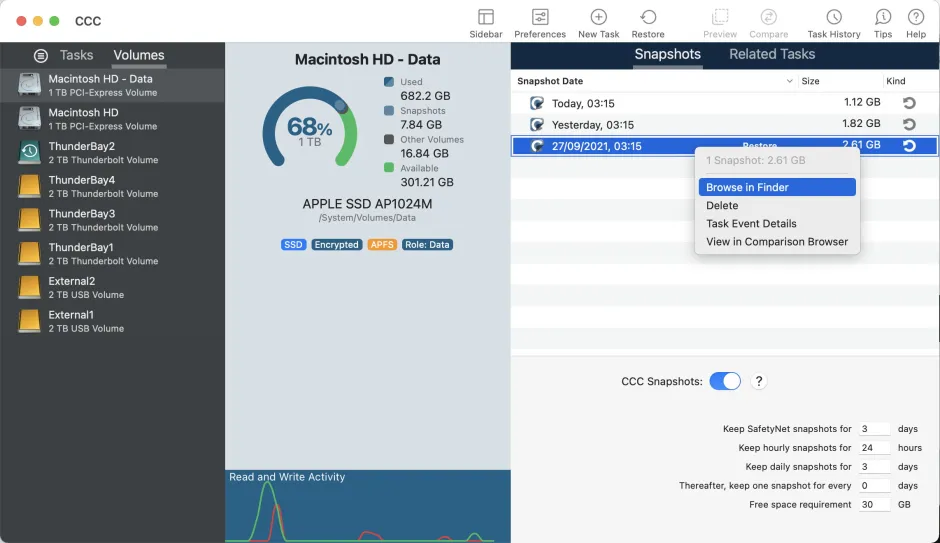 CCC
Sidebar Preferences New Task Restore Preview Compare Task History Tips Help
Tasks Volumes
Macintosh HD - Data
1 TB PCI-Express Volume
Macintosh HD
1 TB PCI-Express Volume
ThunderBay2
2 TB Thunderbolt Volume
ThunderBay4
2 TB Thunderbolt Volume
ThunderBay3
2 TB Thunderbolt Volume
ThunderBay1
2 TB Thunderbolt Volume
External2
2 TB USB Volume
External1
2 TB USB Volume
Macintosh HD - Data
68%
1 TB
Used
682.2 GB
Snapshots
7.84 GB
Other Volumes
16.84 GB
Available
301.21 GB
APPLE SSD AP1024M
/System/Volumes/Data
SSD Encrypted APFS Role: Data
Read and Write Activity
Snapshots Related Tasks
Snapshot Date Size Kind
Today, 03:15 1.12 GB
Yesterday, 03:15 1.82 GB
27/09/2021, 03:15 Restore 2.61 GB
1 Snapshot: 2.61 GB
Browse in Finder
Delete
Task Event Details
View in Comparison Browser
CCC Snapshots: ?
Keep SafetyNet snapshots for 3 days
Keep hourly snapshots for 24 hours
Keep daily snapshots for 3 days
Thereafter, keep one snapshot for every 0 days
Free space requirement 30 GB